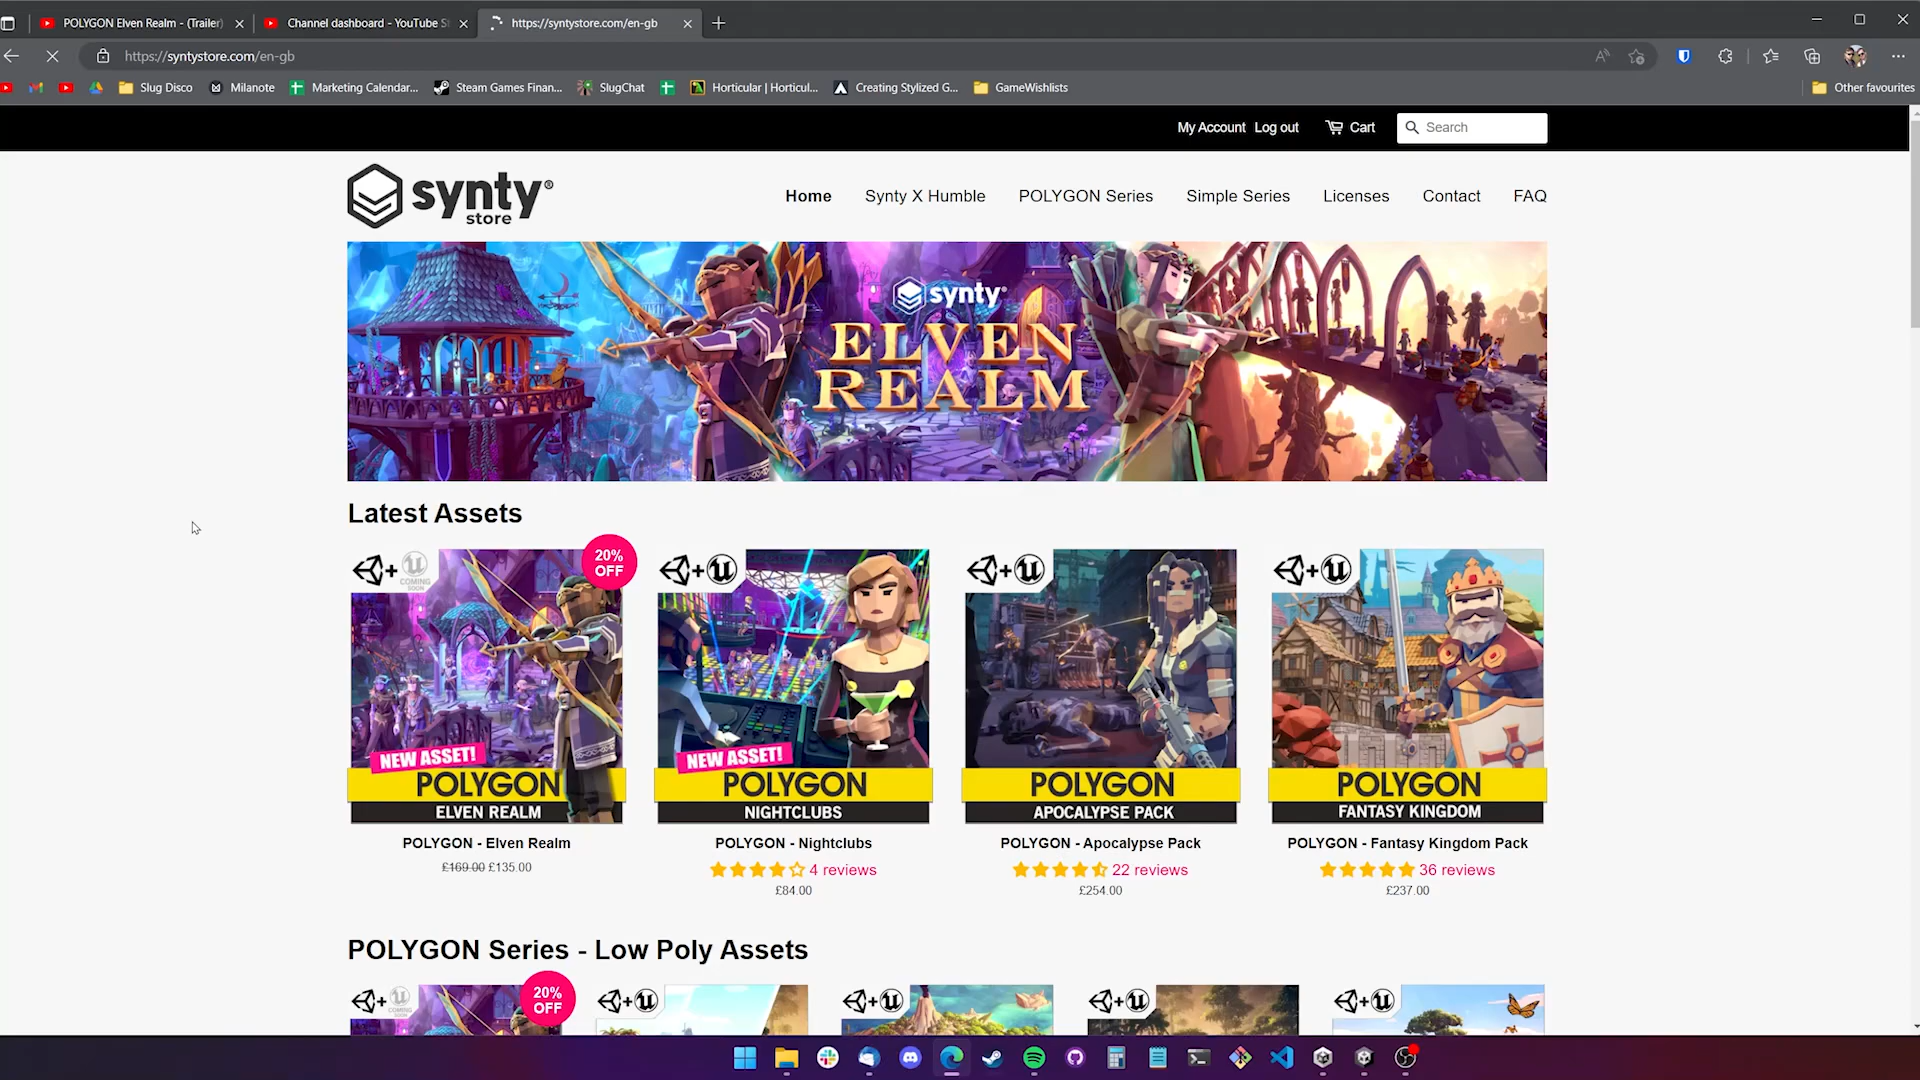 POLYGON Elven Realm - (Trailer)
Channel dashboard - YouTube S
https://syntystore.com/en-gb
https://syntystore.com/en-gb
Slug Disco
Milanote
Marketing Calendar...
Steam Games Finan...
SlugChat
Horticular | Horticul...
Creating Stylized G...
GameWishlists
Other favourites
My Account Log out
Cart
Search
synty®
store
Home
Synty X Humble
POLYGON Series
Simple Series
Licenses
Contact
FAQ
synty®
ELVEN
REALM
Latest Assets
COMING
SOON
20%
OFF
NEW ASSET!
POLYGON
ELVEN REALM
POLYGON - Elven Realm
£169.00 £135.00
NEW ASSET!
POLYGON
NIGHTCLUBS
POLYGON - Nightclubs
4 reviews
£84.00
POLYGON
APOCALYPSE PACK
POLYGON - Apocalypse Pack
22 reviews
£254.00
POLYGON
FANTASY KINGDOM
POLYGON - Fantasy Kingdom Pack
36 reviews
£237.00
POLYGON Series - Low Poly Assets
COMING
SOON
20%
OFF